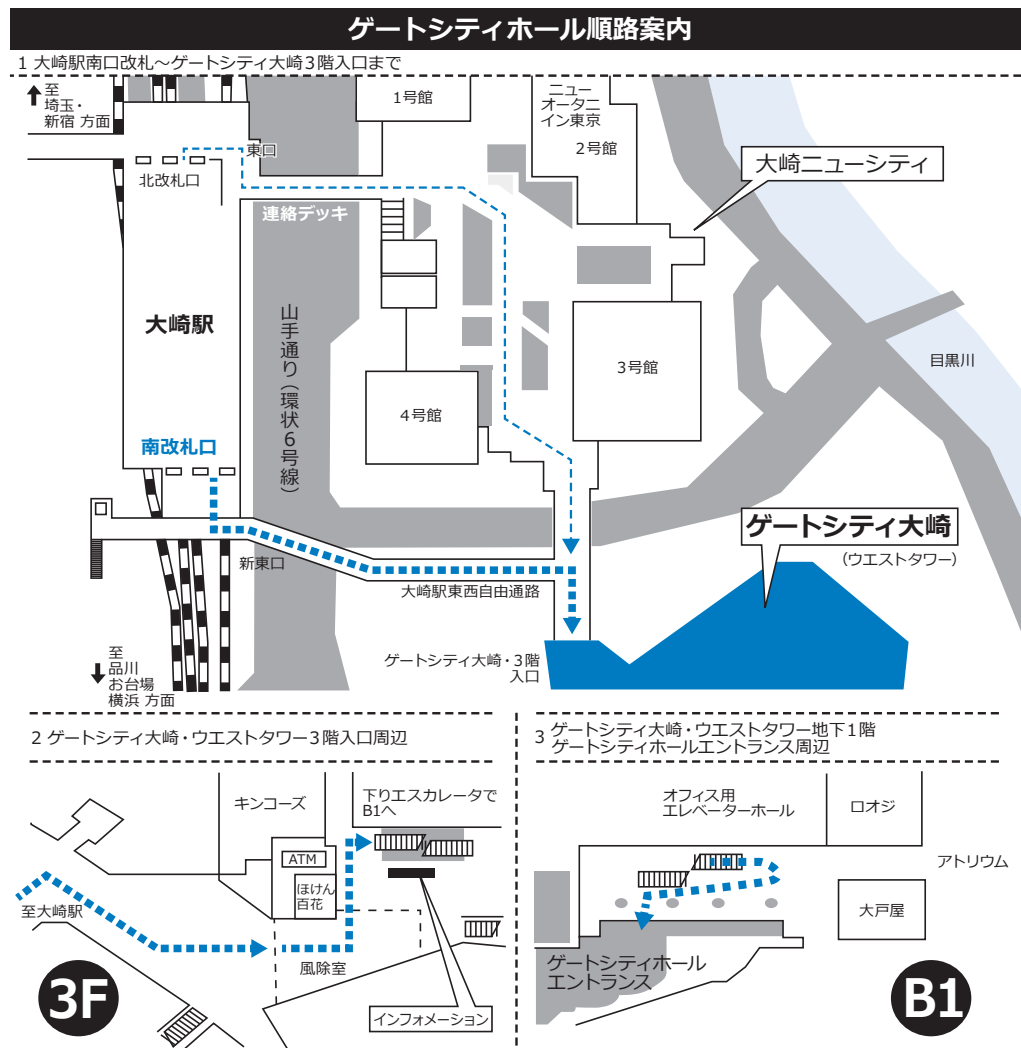 ゲートシティホール順路案内
1 大崎駅南口改札～ゲートシティ大崎3階入口まで
至
埼玉・
新宿 方面
東口
北改札口
連絡デッキ
1号館
ニュー
オータニ
イン東京
2号館
大崎ニューシティ
大崎駅
山手通り（環状6号線）
3号館
4号館
目黒川
南改札口
新東口
大崎駅東西自由通路
ゲートシティ大崎
(ウエストタワー)
ゲートシティ大崎・3階
入口
至
品川
お台場
横浜 方面
2 ゲートシティ大崎・ウエストタワー3階入口周辺
キンコーズ
下りエスカレータで
B1へ
ATM
ほけん
百花
至大崎駅
風除室
インフォメーション
3F
3 ゲートシティ大崎・ウエストタワー地下1階
ゲートシティホールエントランス周辺
オフィス用
エレベーターホール
ロオジ
アトリウム
大戸屋
ゲートシティホール
エントランス
B1